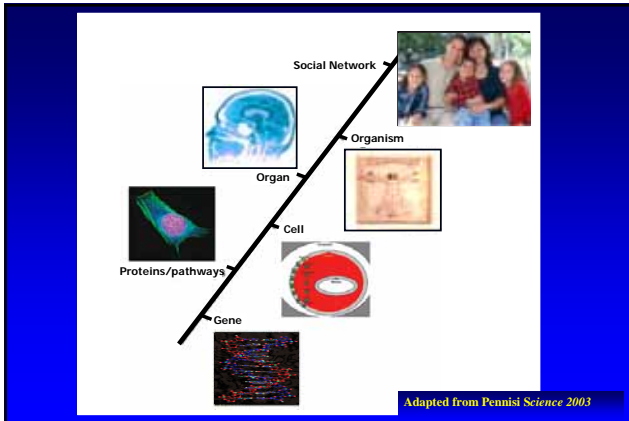 Social Network
Organism
Organ
Cell
Proteins/pathways
Gene
Adapted from Pennisi Science 2003